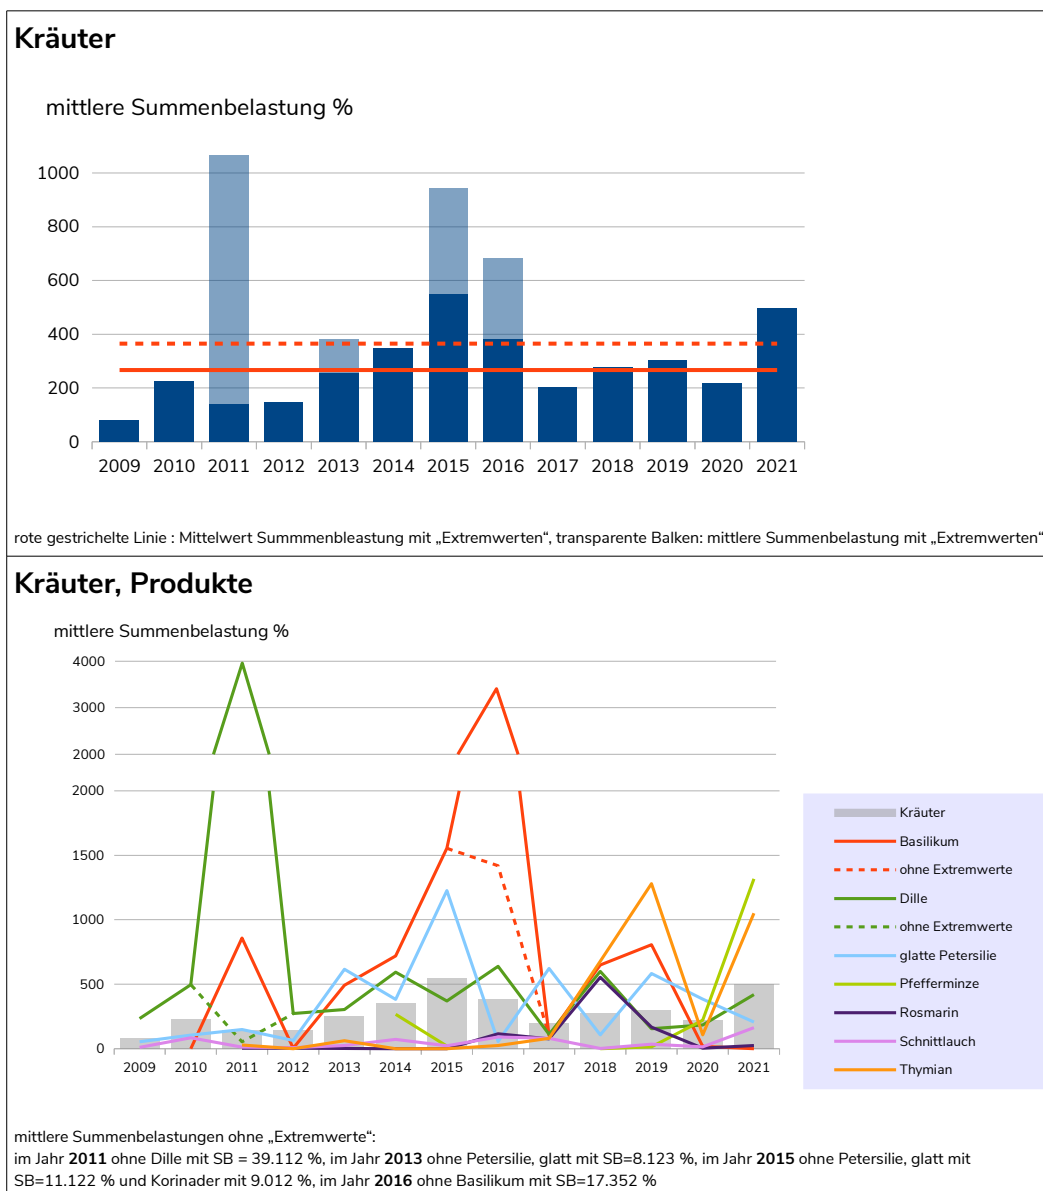 Kräuter
mittlere Summenbelastung %
1000
800
600
400
200
0
2009 2010 2011 2012 2013 2014 2015 2016 2017 2018 2019 2020 2021
rote gestrichelte Linie : Mittelwert Summmenbleastung mit „Extremwerten“, transparente Balken: mittlere Summenbelastung mit „Extremwerten“
Kräuter, Produkte
mittlere Summenbelastung %
4000
3000
2000
2000
1500
1000
500
0
2009 2010 2011 2012 2013 2014 2015 2016 2017 2018 2019 2020 2021
Kräuter
Basilikum
ohne Extremwerte
Dille
ohne Extremwerte
glatte Petersilie
Pfefferminze
Rosmarin
Schnittlauch
Thymian
mittlere Summenbelastungen ohne „Extremwerte“:
im Jahr 2011 ohne Dille mit SB = 39.112 %, im Jahr 2013 ohne Petersilie, glatt mit SB=8.123 %, im Jahr 2015 ohne Petersilie, glatt mit
SB=11.122 % und Korinader mit 9.012 %, im Jahr 2016 ohne Basilikum mit SB=17.352 %